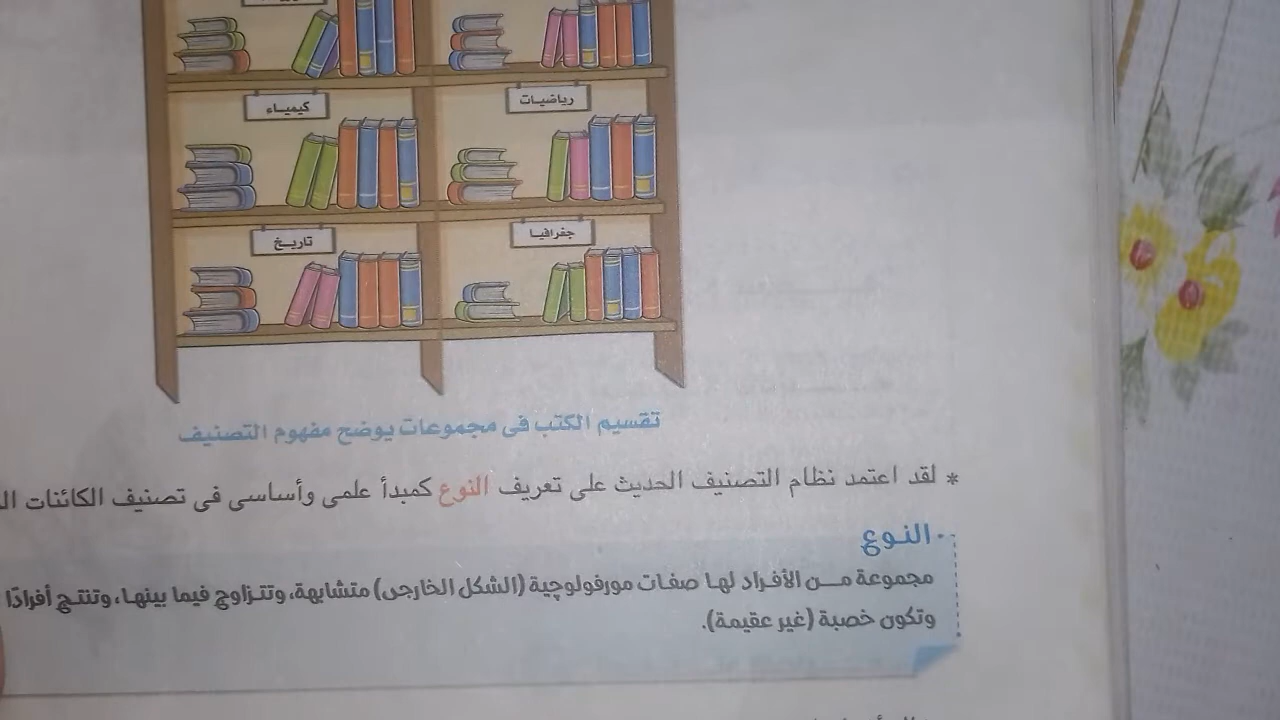 رياضيات
كيمياء
جغرافيا
تاريخ
تقسيم الكتب فى مجموعات يوضح مفهوم التصنيف
* لقد اعتمد نظام التصنيف الحديث على تعريف النوع كمبدأ علمى وأساسى فى تصنيف الكائنات
النوع
مجموعة من الأفراد لها صفات مورفولوچية (الشكل الخارجى) متشابهة، وتتزاوج فيما بينها، وتنتج أفرادًا
وتكون خصبة (غير عقيمة).